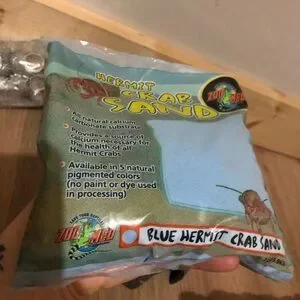 HERMIT
CRAB
SAND
ZOO MED
• All natural calcium
carbonate substrate
• Provides a source of
calcium necessary for
the health of all
Hermit Crabs
• Available in 5 natural
pigmented colors
(no paint or dye used
in processing)
ZOO MED
BLUE HERMIT CRAB SAND